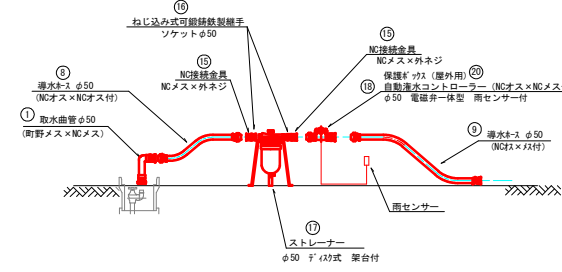 ⑯
ねじ込み式可鍛鋳鉄製継手
ソケットφ50
⑮
NC接続金具
NCメス×外ネジ
⑮
NC接続金具
NCメス×外ネジ
⑧
導水ホース φ50
(NCオス×NCオス付)
①
取水曲管φ50
(町野メス×NCメス)
保護ボックス (屋外用)
⑳
⑱
自動潅水コントローラー (NCオス×NCメス
φ50 電磁弁一体型 雨センサー付
⑨
導水ホース φ50
(NCオス×メス付)
雨センサー
⑰
ストレーナー
φ50 ディスク式 架台付